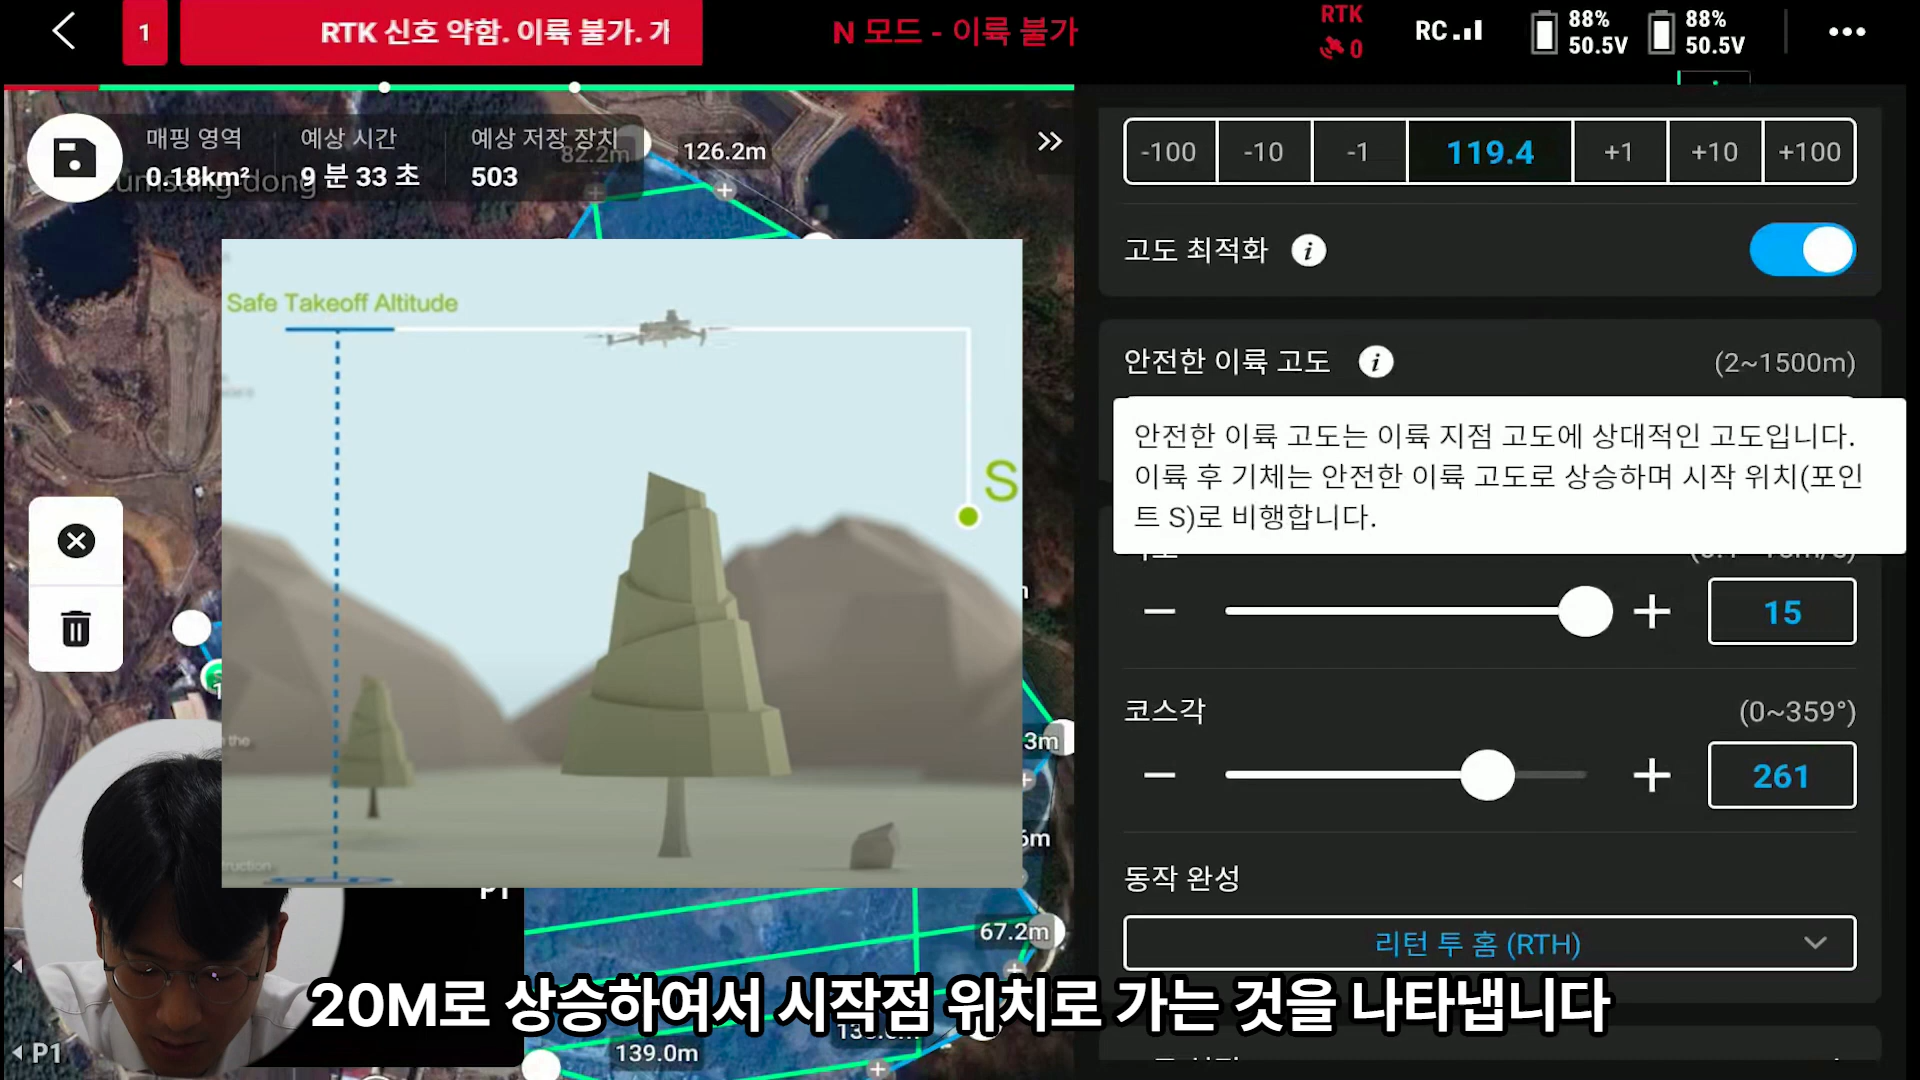 1
RTK 신호 약함. 이륙 불가.
N 모드 - 이륙 불가
RTK
0
RC
88%
50.5V
88%
50.5V
매핑 영역
0.18km²
예상 시간
9 분 33 초
예상 저장 장치
503
82.2m
126.2m
-100
-10
-1
119.4
+1
+10
+100
고도 최적화
안전한 이륙 고도
(2~1500m)
안전한 이륙 고도는 이륙 지점 고도에 상대적인 고도입니다.
이륙 후 기체는 안전한 이륙 고도로 상승하며 시작 위치(포인
트 S)로 비행합니다.
Safe Takeoff Altitude
S
15
코스각
(0~359°)
261
동작 완성
리턴 투 홈 (RTH)
3m
67.2m
20M로 상승하여서 시작점 위치로 가는 것을 나타냅니다
P1
139.0m